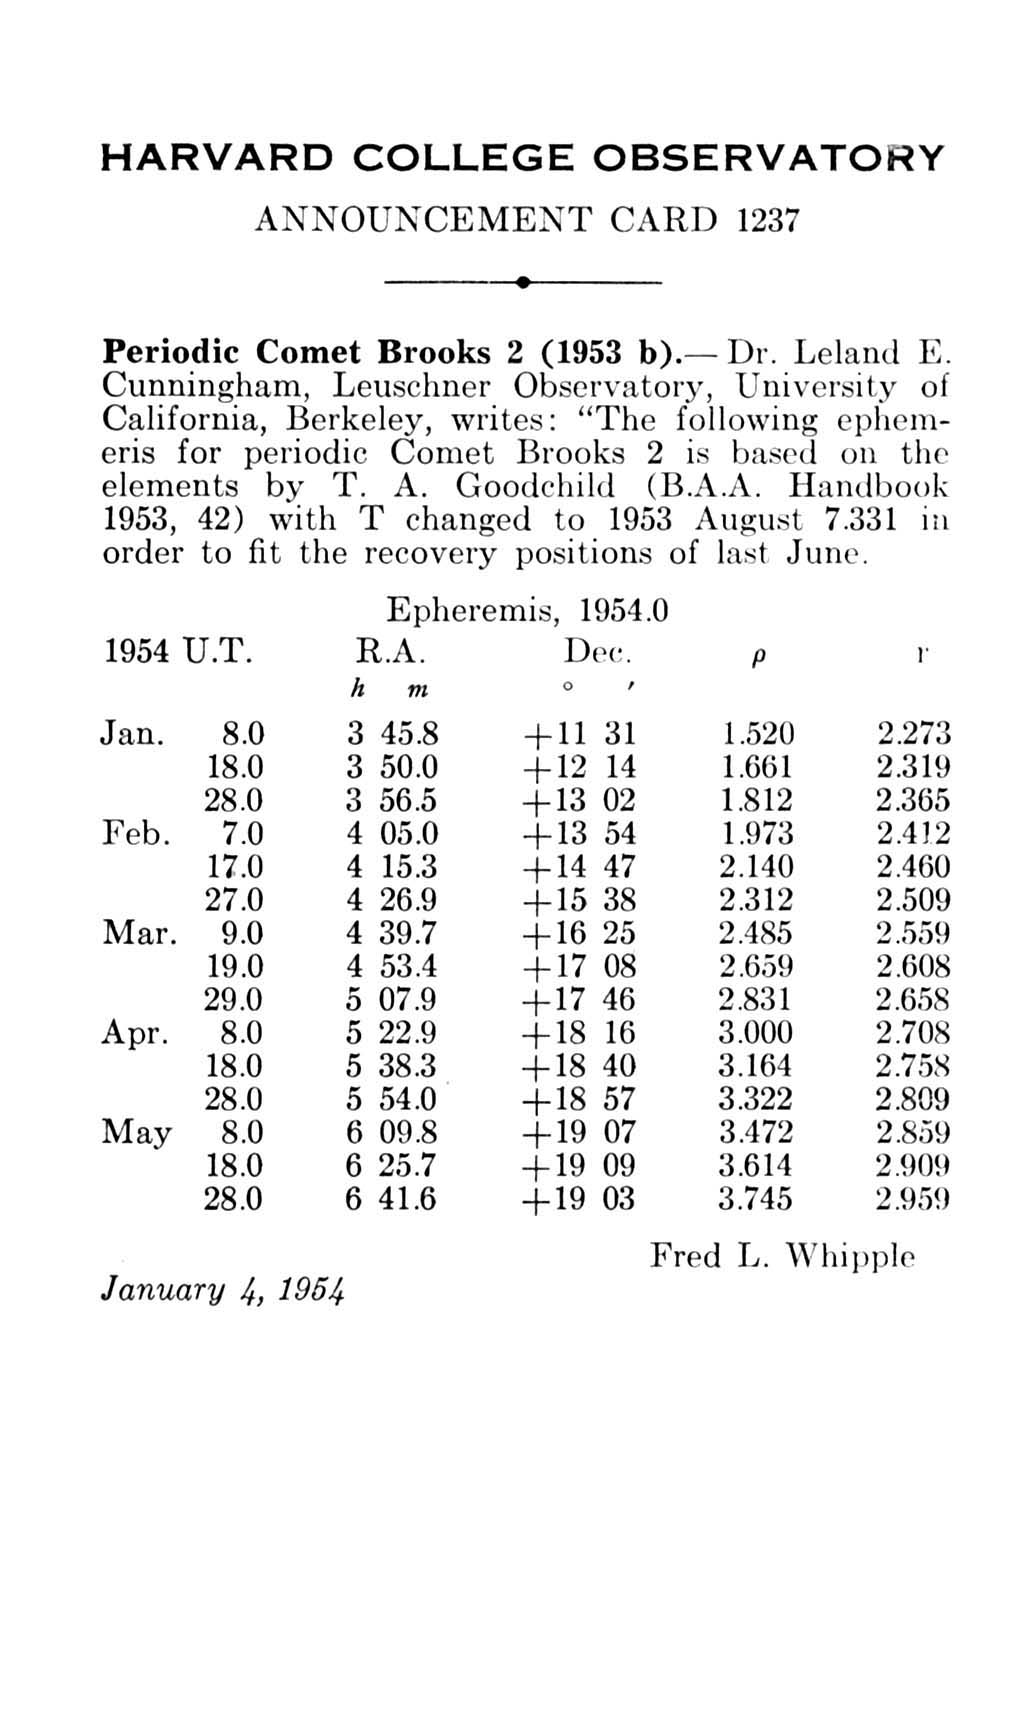 HARVARD COLLEGE OBSERVATORY
ANNOUNCEMENT CARD 1237
Periodic Comet Brooks 2 (1953 b).— Dr. Leland E.
Cunningham, Leuschner Observatory, University of
California, Berkeley, writes: "The following ephem-
eris for periodic Comet Brooks 2 is based on the
elements by T. A. Goodchild (B.A.A. Handbook
1953, 42) with T changed to 1953 August 7.331 in
order to fit the recovery positions of last June.
Epheremis, 1954.0
1954 U.T. R.A. Dec. ρ r
h m ° ′
Jan. 8.0 3 45.8 +11 31 1.520 2.273
18.0 3 50.0 +12 14 1.661 2.319
28.0 3 56.5 +13 02 1.812 2.365
Feb. 7.0 4 05.0 +13 54 1.973 2.412
17.0 4 15.3 +14 47 2.140 2.460
27.0 4 26.9 +15 38 2.312 2.509
Mar. 9.0 4 39.7 +16 25 2.485 2.559
19.0 4 53.4 +17 08 2.659 2.608
29.0 5 07.9 +17 46 2.831 2.658
Apr. 8.0 5 22.9 +18 16 3.000 2.708
18.0 5 38.3 +18 40 3.164 2.758
28.0 5 54.0 +18 57 3.322 2.809
May 8.0 6 09.8 +19 07 3.472 2.859
18.0 6 25.7 +19 09 3.614 2.909
28.0 6 41.6 +19 03 3.745 2.959
Fred L. Whipple
January 4, 1954